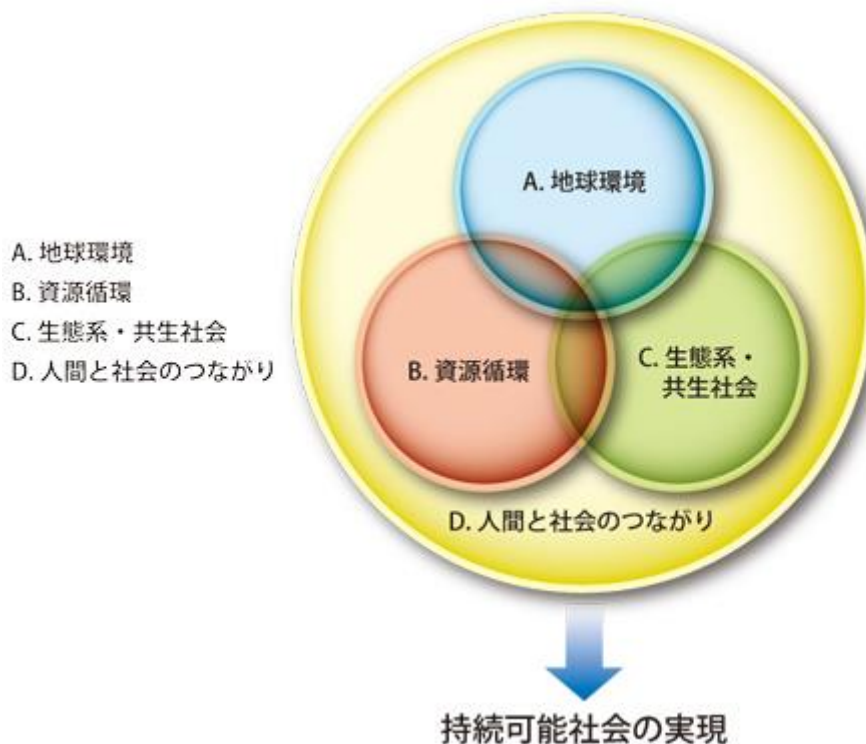 A. 地球環境
B. 資源循環
C. 生態系・共生社会
D. 人間と社会のつながり
A. 地球環境
B. 資源循環
C. 生態系・
共生社会
D. 人間と社会のつながり
持続可能社会の実現